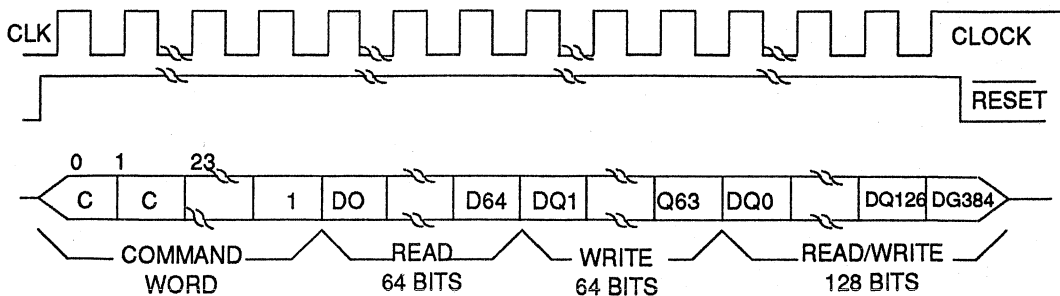 CLK CLOCK
RESET
0 1 23
C C 1 DO D64 DQ1 Q63 DQ0 DQ126 DG384
COMMAND WORD
READ 64 BITS
WRITE 64 BITS
READ/WRITE 128 BITS